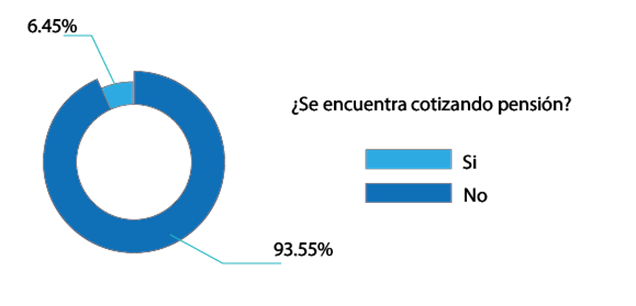 6.45%
¿Se encuentra cotizando pensión?
Si
No
93.55%